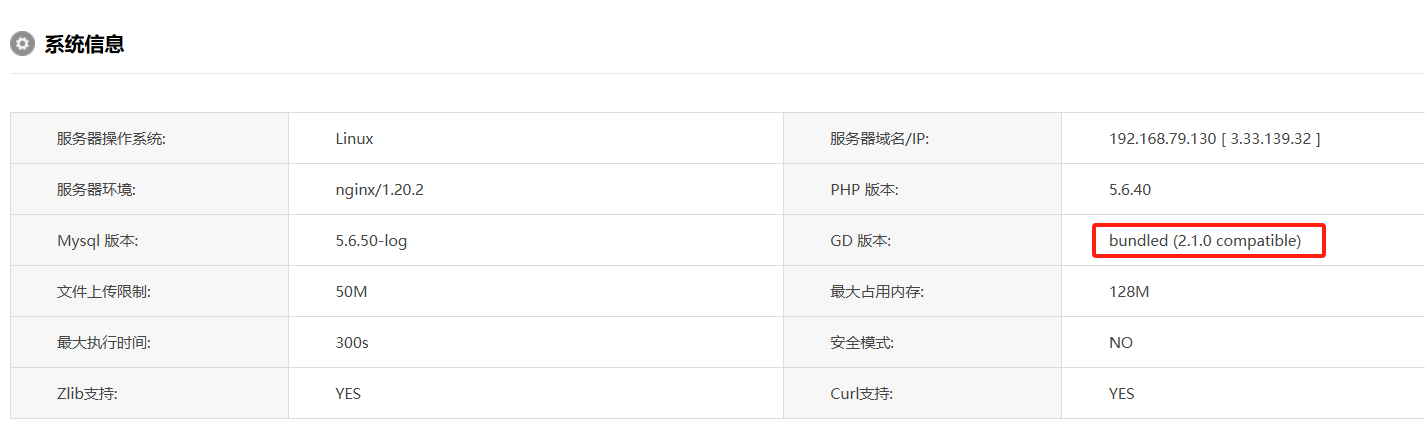 系统信息
服务器操作系统: Linux 服务器域名/IP: 192.168.79.130 [ 3.33.139.32 ]
服务器环境: nginx/1.20.2 PHP 版本: 5.6.40
Mysql 版本: 5.6.50-log GD 版本: bundled (2.1.0 compatible)
文件上传限制: 50M 最大占用内存: 128M
最大执行时间: 300s 安全模式: NO
Zlib支持: YES Curl支持: YES